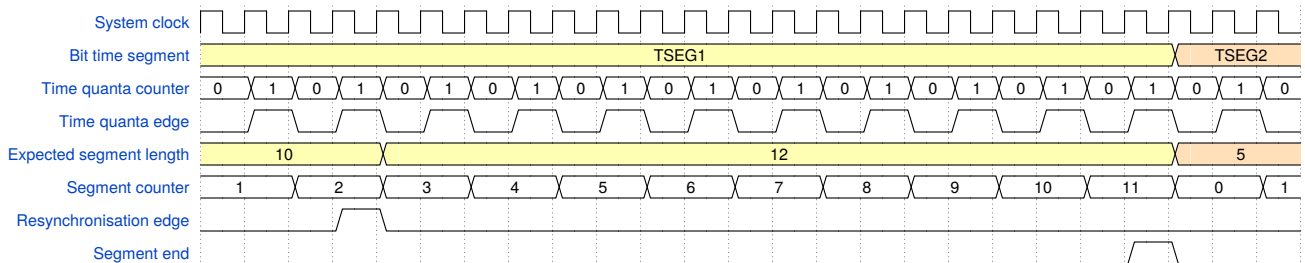 System clock
Bit time segment TSEG1 TSEG2
Time quanta counter 0 1 0 1 0 1 0 1 0 1 0 1 0 1 0 1 0 1 0 1 0 1 0 1 0
Time quanta edge
Expected segment length 10 12 5
Segment counter 1 2 3 4 5 6 7 8 9 10 11 0 1
Resynchronisation edge
Segment end